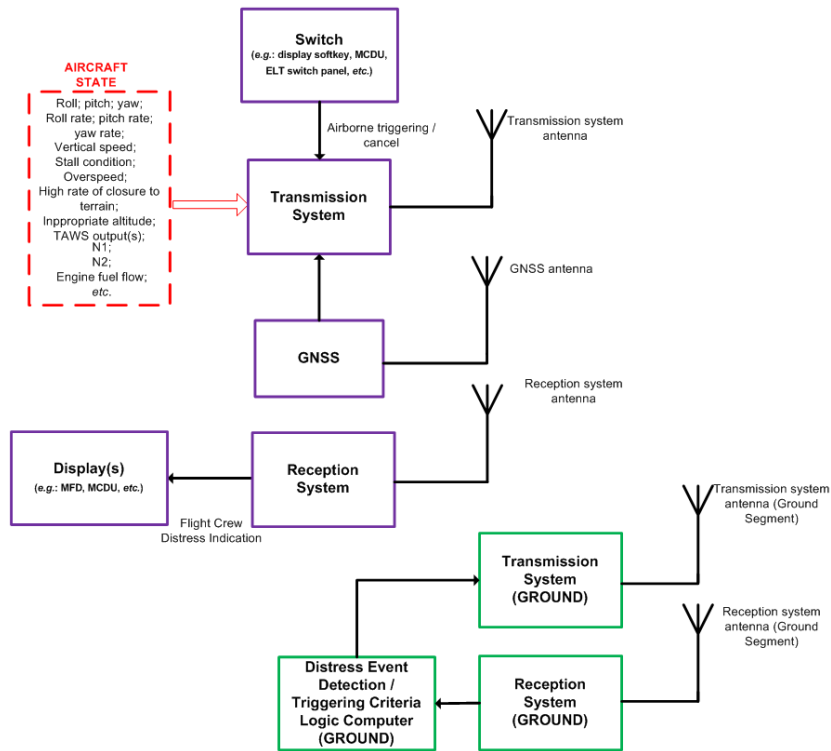 Switch
(e.g.: display softkey, MCDU,
ELT switch panel, etc.)
AIRCRAFT
STATE
Roll; pitch; yaw;
Roll rate; pitch rate;
yaw rate;
Vertical speed;
Stall condition;
Overspeed;
High rate of closure to
terrain;
Inppropriate altitude;
TAWS output(s);
N1;
N2;
Engine fuel flow;
etc.
Airborne triggering /
cancel
Transmission system
antenna
Transmission
System
GNSS antenna
GNSS
Reception system
antenna
Display(s)
(e.g.: MFD, MCDU, etc.)
Reception
System
Flight Crew
Distress Indication
Transmission system
antenna (Ground
Segment)
Transmission
System
(GROUND)
Reception system
antenna (Ground
Segment)
Distress Event
Detection /
Triggering Criteria
Logic Computer
(GROUND)
Reception
System
(GROUND)